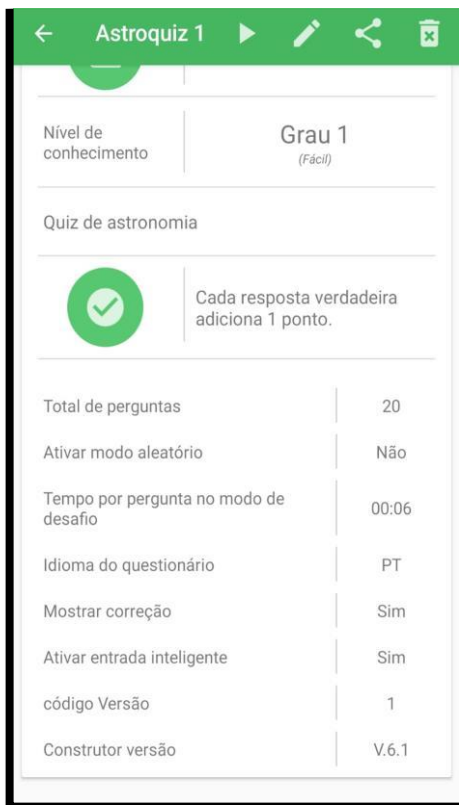 Astroquiz 1
Nível de
conhecimento
Grau 1
(Fácil)
Quiz de astronomia
Cada resposta verdadeira
adiciona 1 ponto.
Total de perguntas
20
Ativar modo aleatório
Não
Tempo por pergunta no modo de
desafio
00:06
Idioma do questionário
PT
Mostrar correção
Sim
Ativar entrada inteligente
Sim
código Versão
1
Construtor versão
V.6.1